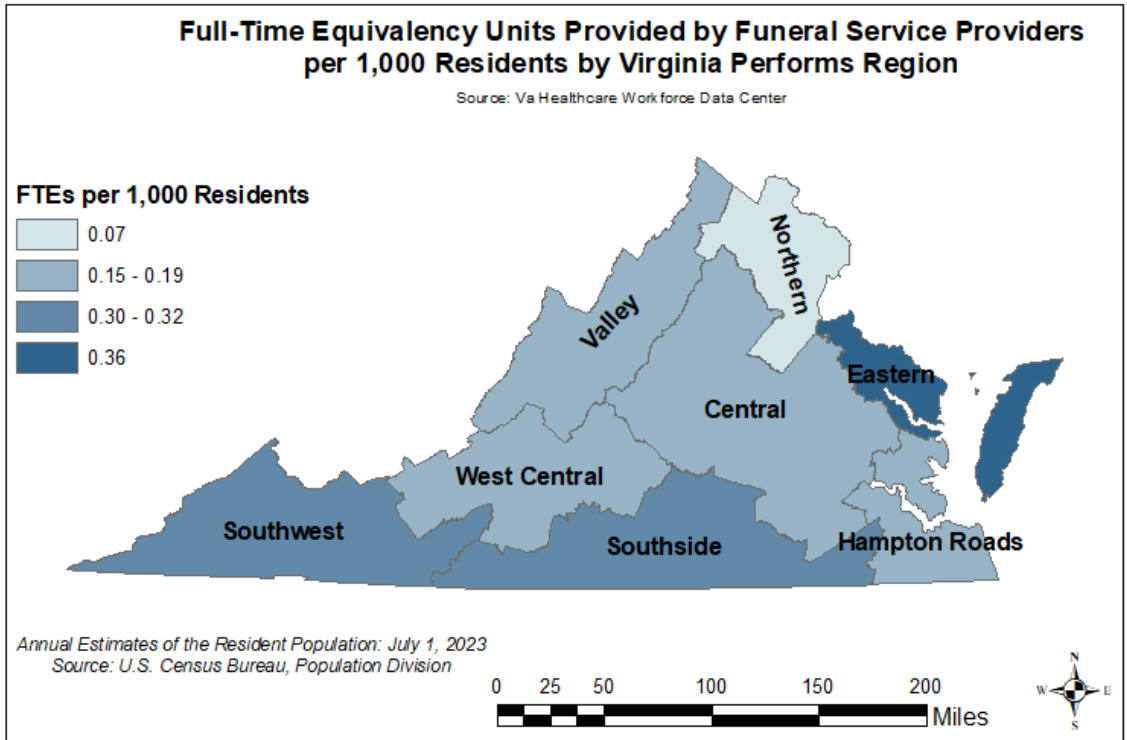 Full-Time Equivalency Units Provided by Funeral Service Providers
per 1,000 Residents by Virginia Performs Region
Source: Va Healthcare Work force Data Center
FTEs per 1,000 Residents
0.07
0.15 - 0.19
0.30 - 0.32
0.36
Northern
Valley
Eastern
Central
West Central
Southwest
Southside
Hampton Roads
Annual Estimates of the Resident Population: July 1, 2023
Source: U.S. Census Bureau, Population Division
0 25 50 100 150 200
Miles
N
W E
S